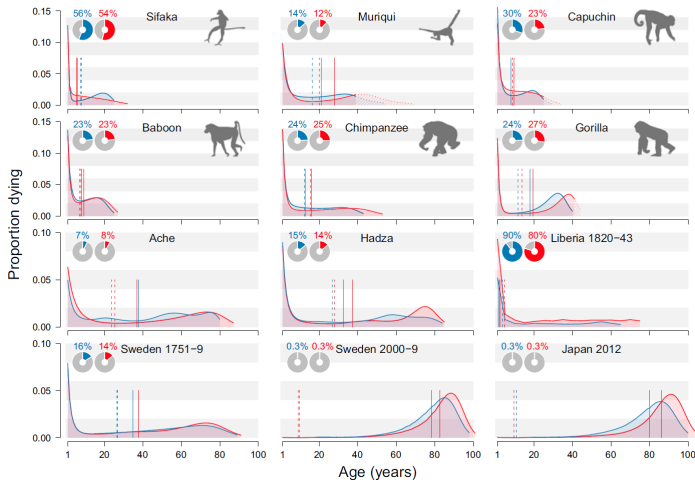 56% 54% Sifaka
14% 12% Muriqui
30% 23% Capuchin
0.15
0.10
0.05
0.00
23% 23% Baboon
24% 25% Chimpanzee
24% 27% Gorilla
0.15
0.10
0.05
0.00
Proportion dying
7% 8% Ache
15% 14% Hadza
90% 80% Liberia 1820−43
0.10
0.05
0.00
16% 14% Sweden 1751−9
0.3% 0.3% Sweden 2000−9
0.3% 0.3% Japan 2012
0.10
0.05
0.00
1 20 40 60 80 100
1 20 40 60 80 100
1 20 40 60 80 100
Age (years)